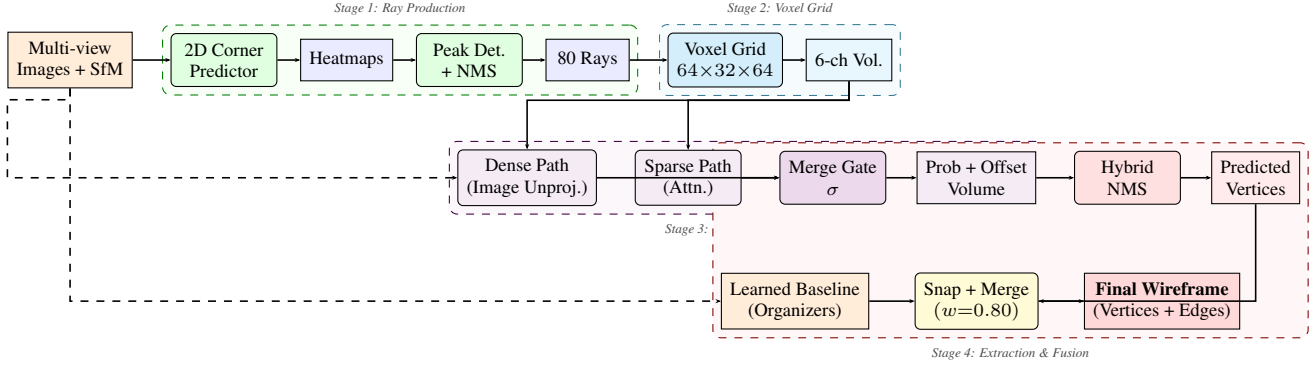 Stage 1: Ray Production
Stage 2: Voxel Grid
Multi-view
Images + SfM
2D Corner
Predictor
Heatmaps
Peak Det.
+ NMS
80 Rays
Voxel Grid
64×32×64
6-ch Vol.
Dense Path
(Image Unproj.)
Sparse Path
(Attn.)
Merge Gate
σ
Prob + Offset
Volume
Hybrid
NMS
Predicted
Vertices
Stage 3:
Learned Baseline
(Organizers)
Snap + Merge
(w=0.80)
Final Wireframe
(Vertices + Edges)
Stage 4: Extraction & Fusion